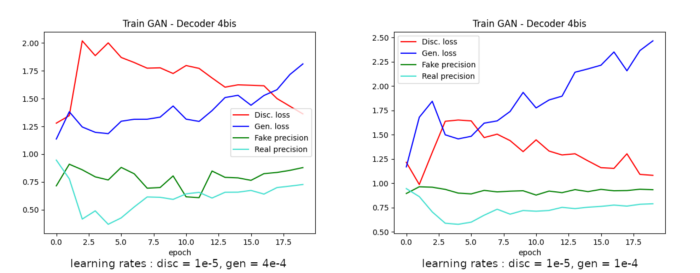 Train GAN - Decoder 4bis
2.00
1.75
1.50
1.25
1.00
0.75
0.50
Disc. loss
Gen. loss
Fake precision
Real precision
0.0 2.5 5.0 7.5 10.0 12.5 15.0 17.5
epoch
learning rates : disc = 1e-5, gen = 4e-4
Train GAN - Decoder 4bis
2.50
2.25
2.00
1.75
1.50
1.25
1.00
0.75
0.50
Disc. loss
Gen. loss
Fake precision
Real precision
0.0 2.5 5.0 7.5 10.0 12.5 15.0 17.5
epoch
learning rates : disc = 1e-5, gen = 1e-4